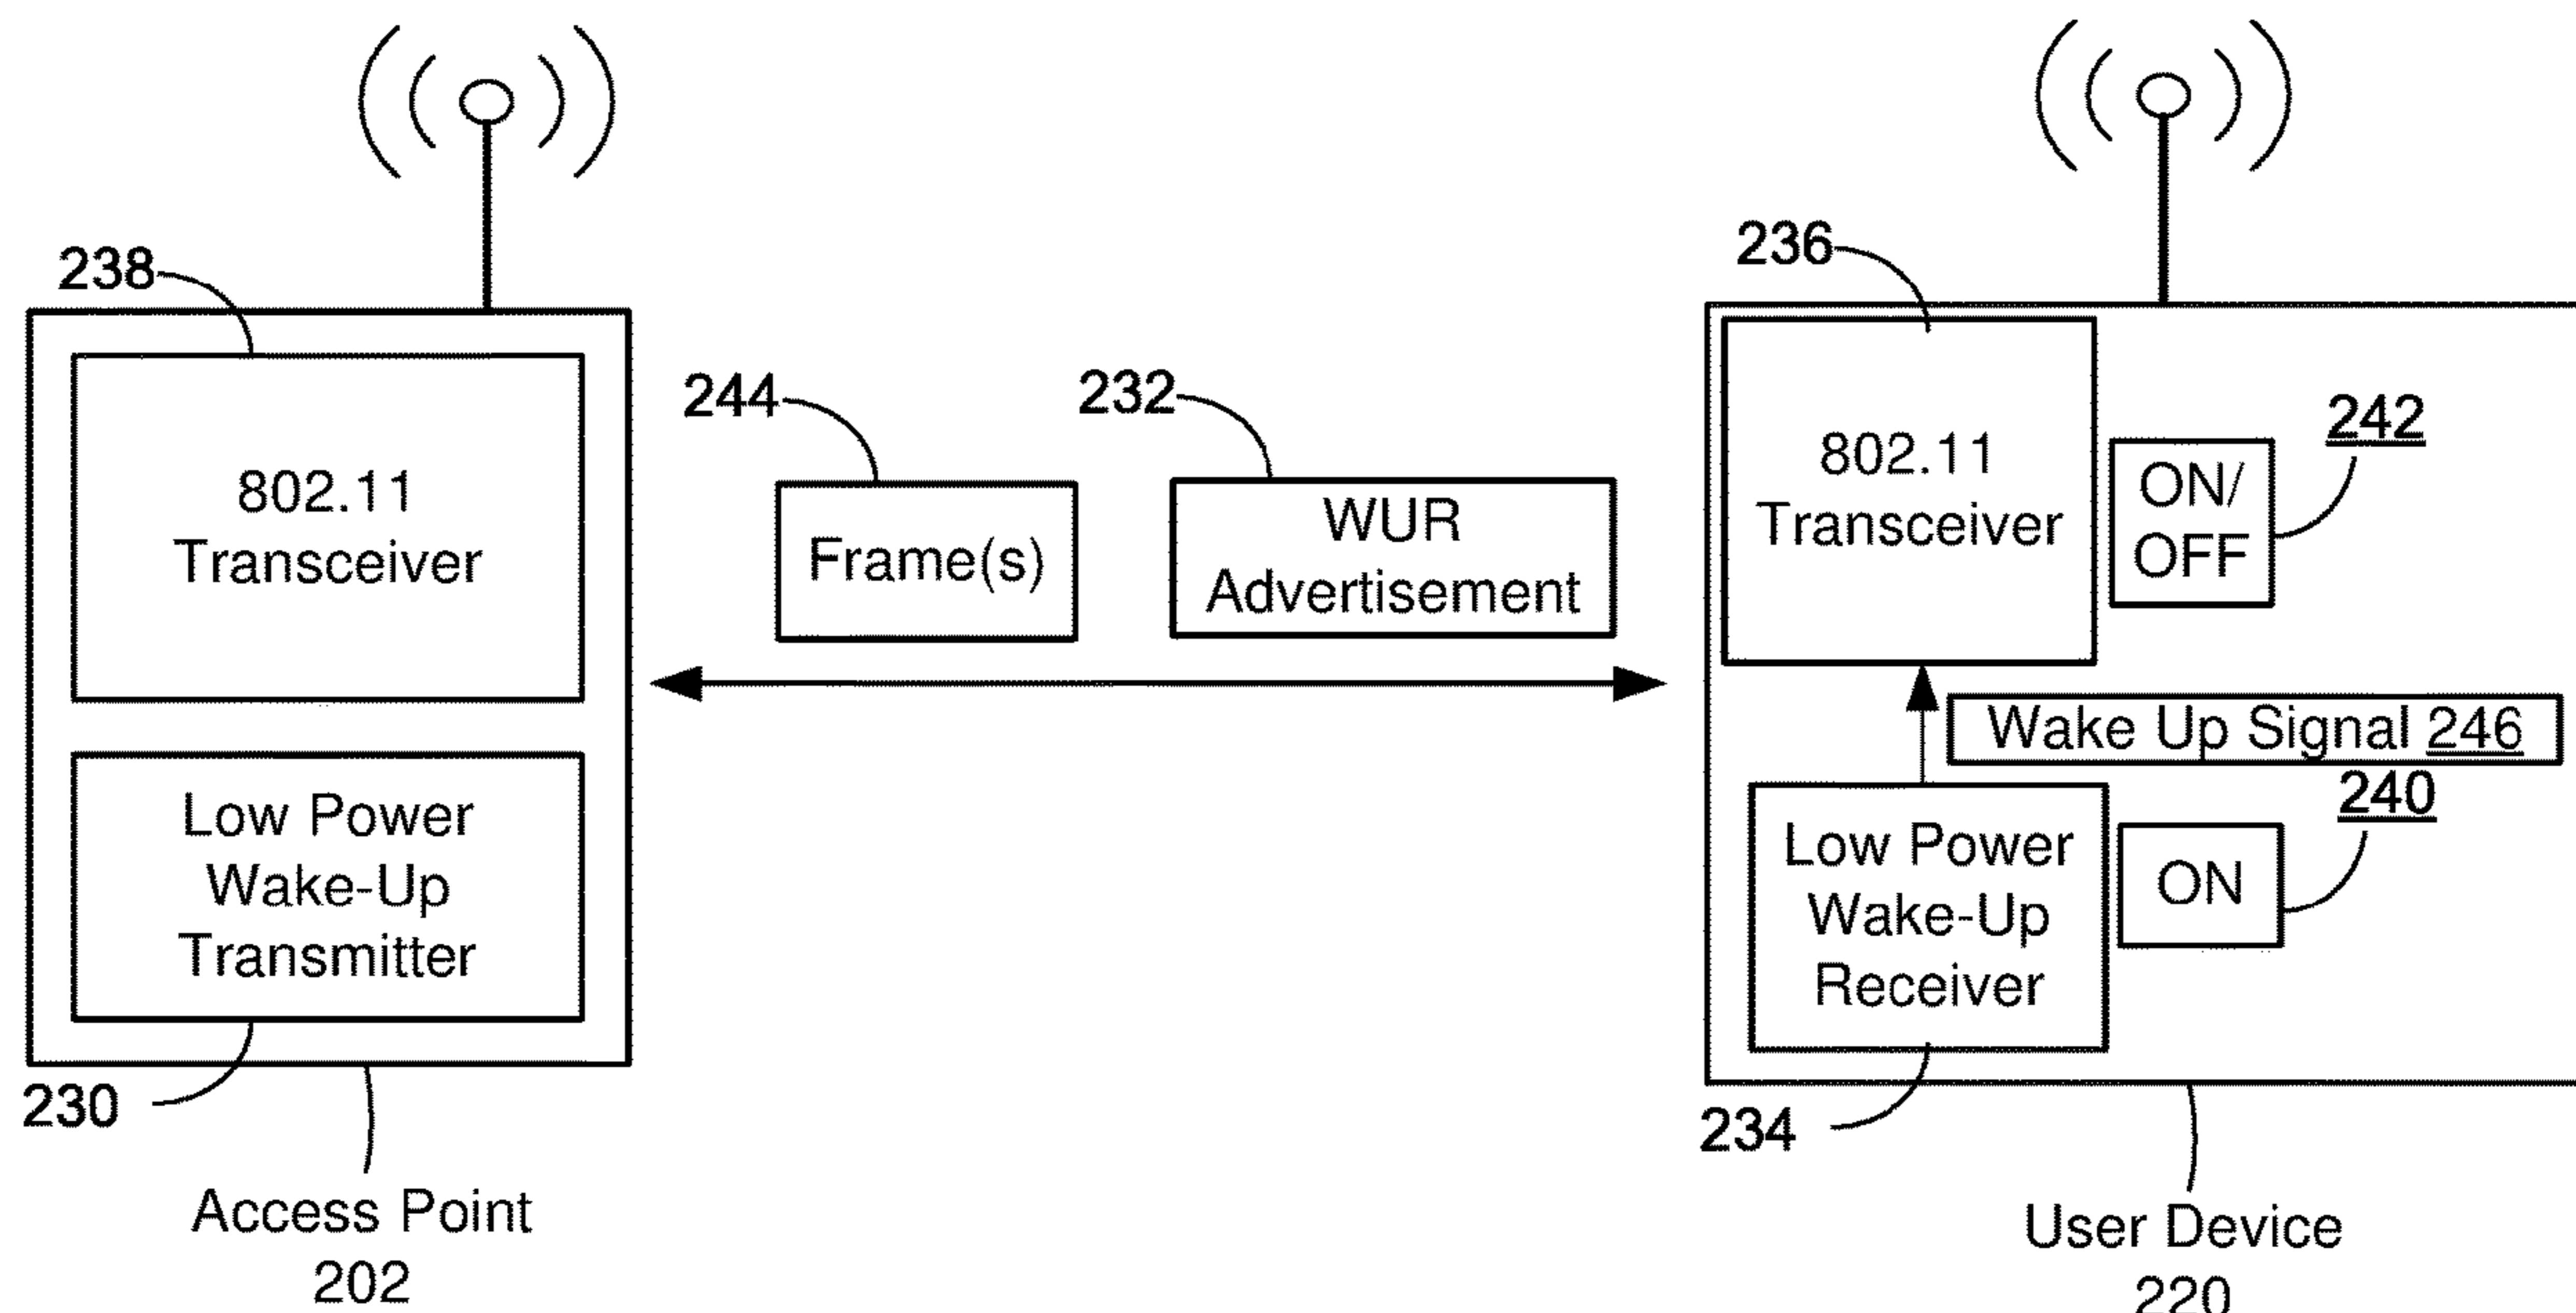 238
802.11
Transceiver
Low Power
Wake-Up
Transmitter
230
Access Point
202
244
Frame(s)
232
WUR
Advertisement
236
802.11
Transceiver
242
ON/
OFF
Wake Up Signal 246
240
Low Power
Wake-Up
Receiver
ON
234
User Device
220